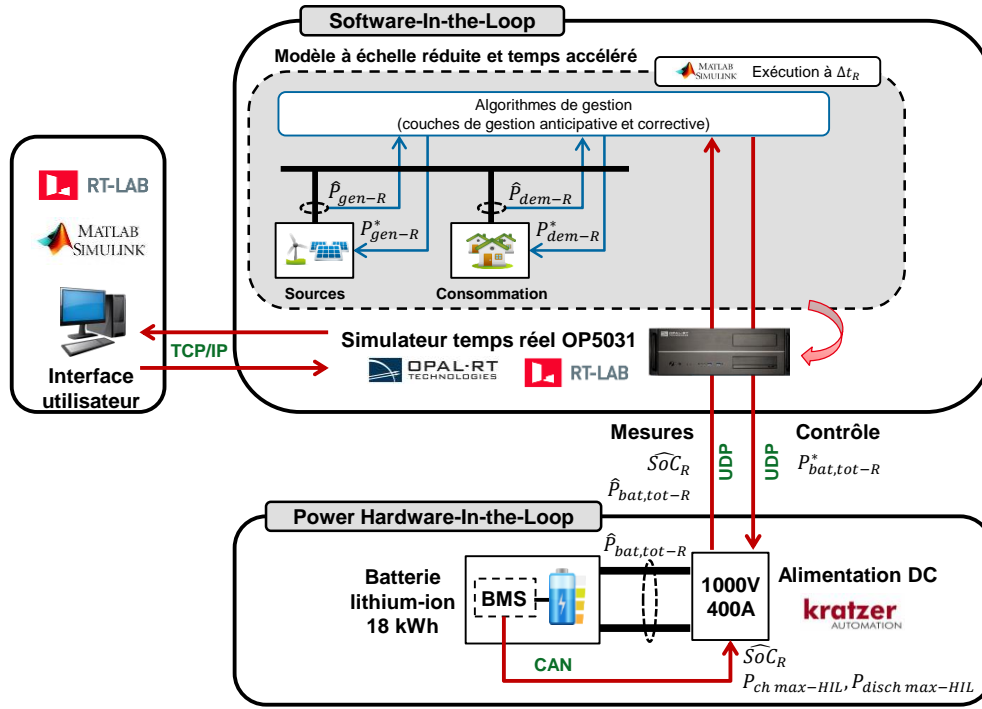 Software-In-the-Loop
Modèle à échelle réduite et temps accéléré
MATLAB
SIMULINK
Exécution à Δt_R
Algorithmes de gestion
(couches de gestion anticipative et corrective)
P̂_gen−R
P̂_dem−R
P*_gen−R
P*_dem−R
Sources
Consommation
RT-LAB
MATLAB
SIMULINK
Interface
utilisateur
TCP/IP
Simulateur temps réel OP5031
OPAL-RT
TECHNOLOGIES
RT-LAB
Mesures
SoĈ_R
P̂_bat,tot−R
UDP
UDP
Contrôle
P*_bat,tot−R
Power Hardware-In-the-Loop
P̂_bat,tot−R
Batterie
lithium-ion
18 kWh
BMS
1000V
400A
Alimentation DC
kratzer
AUTOMATION
CAN
SoĈ_R
P_ch max−HIL, P_disch max−HIL